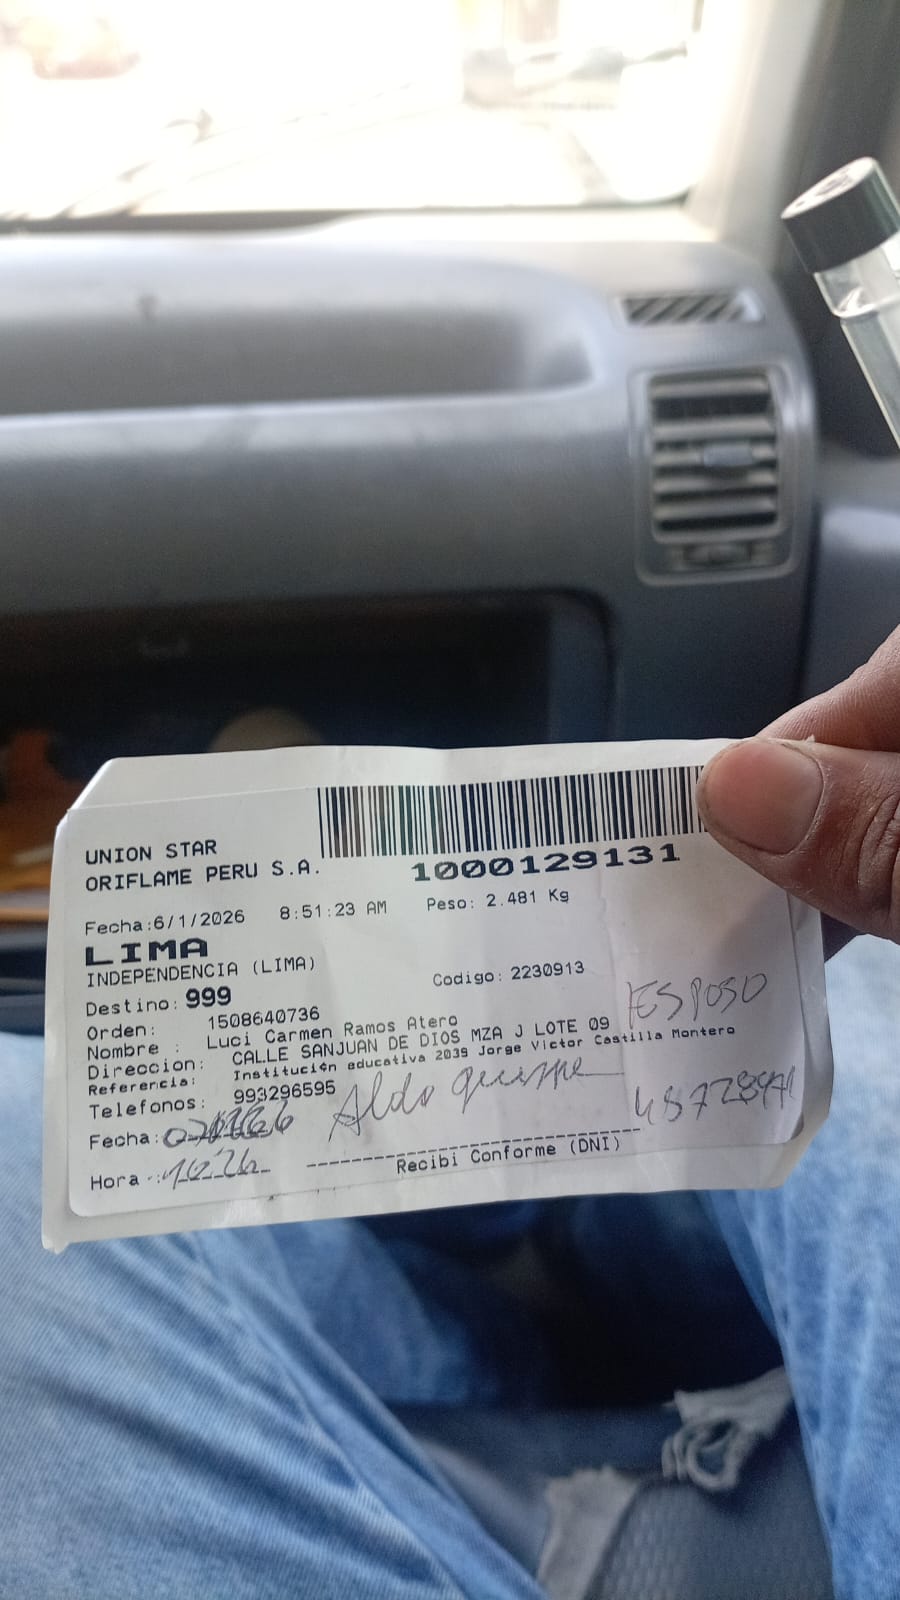 UNION STAR
ORIFLAME PERU S.A.
1000129131
Fecha:6/1/2026 8:51:23 AM Peso: 2.481 Kg
LIMA
INDEPENDENCIA (LIMA)
Codigo: 2230913
Destino: 999
Orden: 1508640736
Nombre : Luci Carmen Ramos Atero
Direccion: CALLE SANJUAN DE DIOS MZA J LOTE 09
Referencia: Institución educativa 2039 Jorge Victor Castilla Montero
ESPOSO
Telefonos: 993296595
Aldo quispe
Fecha:
Hora :
Recibi Conforme (DNI)